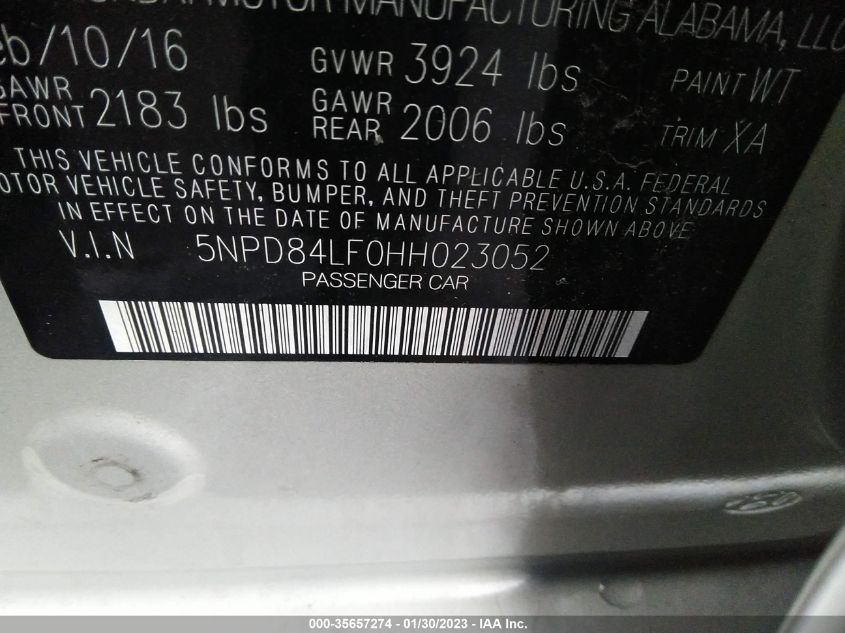 MOTOR MANUFACTURING ALABAMA, LLC
eb/10/16 GVWR 3924 lbs PAINT WT
GAWR FRONT 2183 lbs GAWR REAR 2006 lbs TRIM XA
THIS VEHICLE CONFORMS TO ALL APPLICABLE U.S.A. FEDERAL
OTOR VEHICLE SAFETY, BUMPER, AND THEFT PREVENTION STANDARDS
IN EFFECT ON THE DATE OF MANUFACTURE SHOWN ABOVE
V.I.N 5NPD84LF0HH023052
PASSENGER CAR
000-35657274 - 01/30/2023 - IAA Inc.